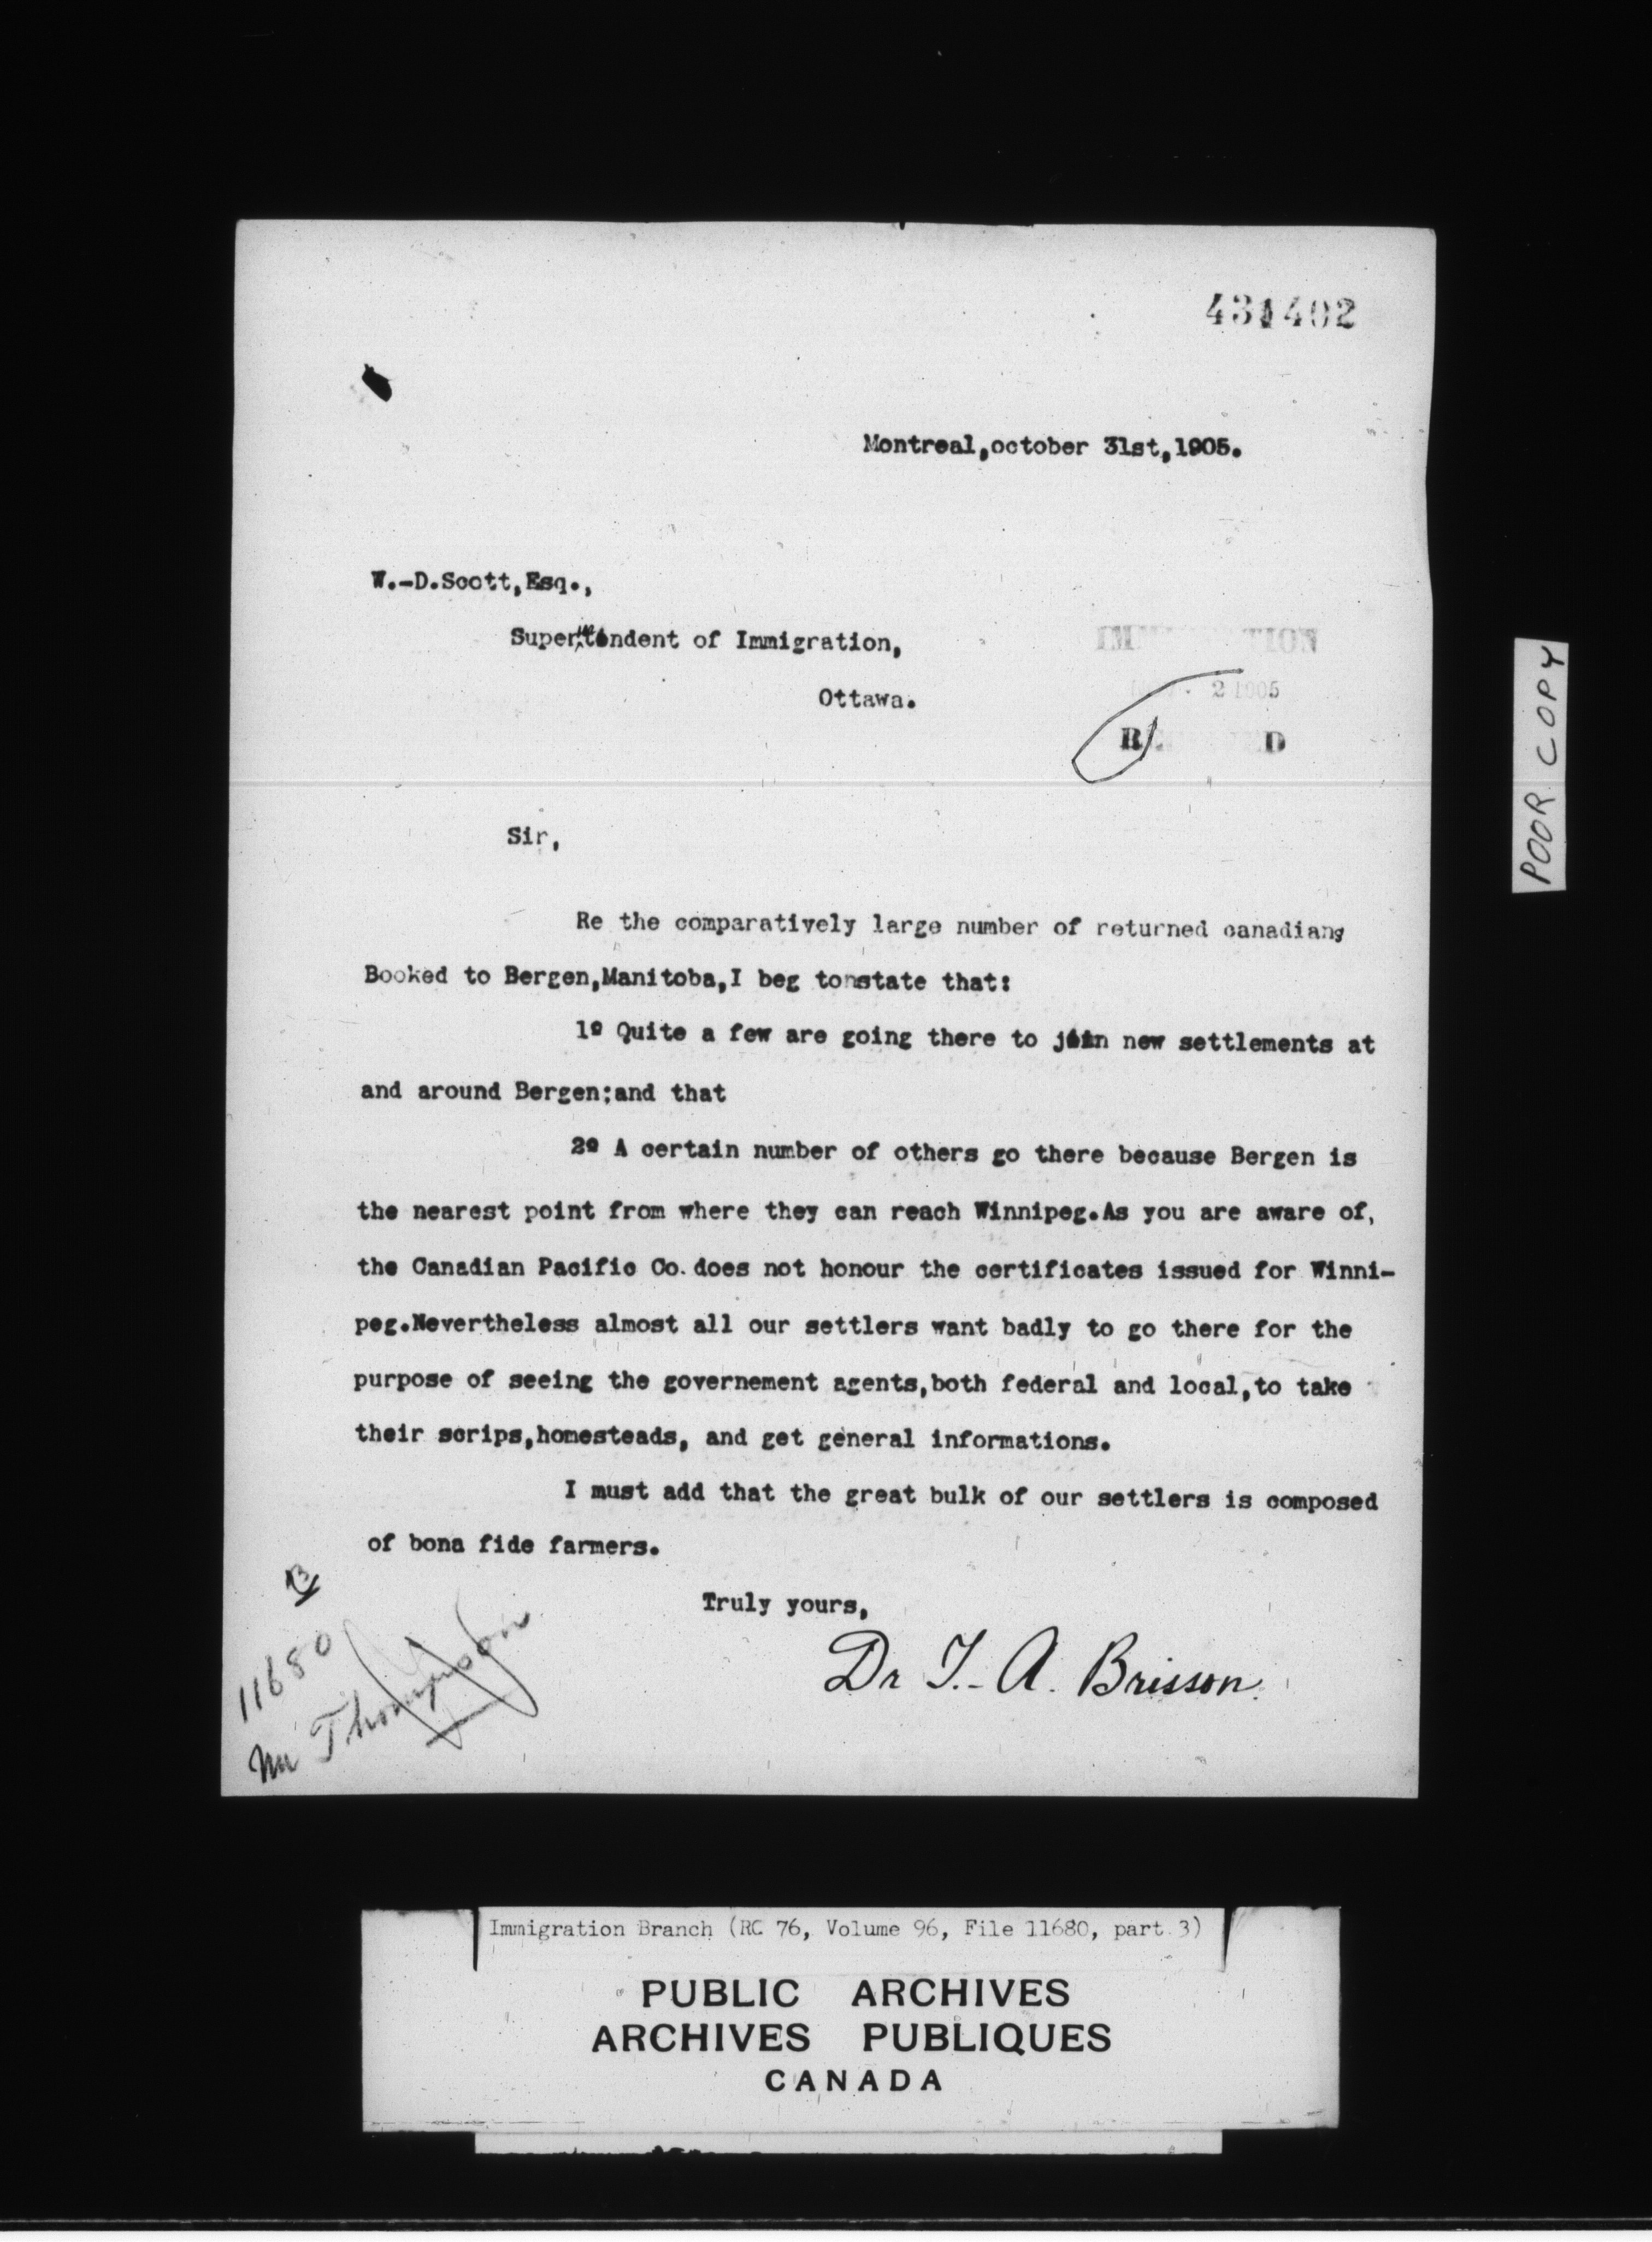 431402
Montreal,october 31st,1905.
W.-D.Scott,Esq.,
Superintendent of Immigration,
Ottawa.
2 1905
Sir,
Re the comparatively large number of returned canadians
Booked to Bergen,Manitoba,I beg to state that:
1º Quite a few are going there to join new settlements at
and around Bergen;and that
2º A certain number of others go there because Bergen is
the nearest point from where they can reach Winnipeg.As you are aware of,
the Canadian Pacific Co.does not honour the certificates issued for Winni-
peg.Nevertheless almost all our settlers want badly to go there for the
purpose of seeing the governement agents,both federal and local,to take
their scrips,homesteads, and get general informations.
I must add that the great bulk of our settlers is composed
of bona fide farmers.
Truly yours,
Dr T.-A. Brisson.
11680
Mr Thompson
POOR COPY
Immigration Branch (RG 76, Volume 96, File 11680, part 3)
PUBLIC ARCHIVES
ARCHIVES PUBLIQUES
CANADA